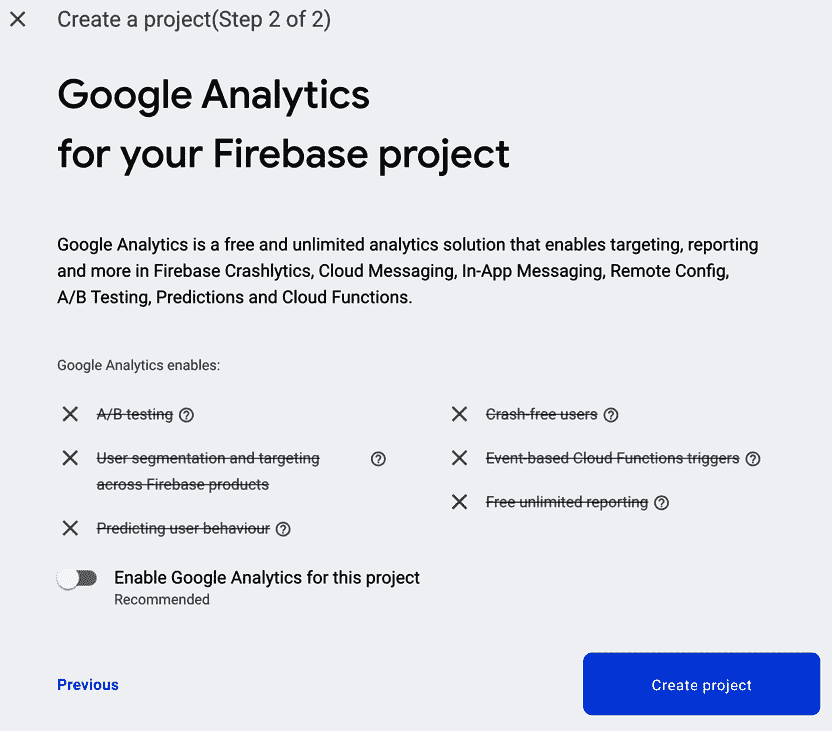 Create a project(Step 2 of 2)
Google Analytics
for your Firebase project
Google Analytics is a free and unlimited analytics solution that enables targeting, reporting
and more in Firebase Crashlytics, Cloud Messaging, In-App Messaging, Remote Config,
A/B Testing, Predictions and Cloud Functions.
Google Analytics enables:
A/B testing
User segmentation and targeting
across Firebase products
Predicting user behaviour
Crash-free users
Event-based Cloud Functions triggers
Free unlimited reporting
Enable Google Analytics for this project
Recommended
Previous
Create project